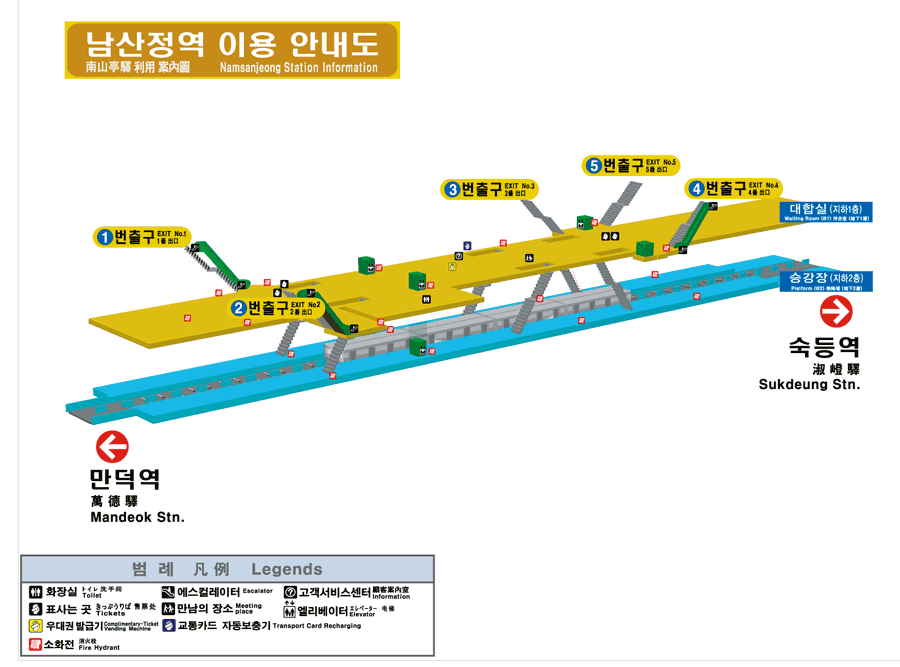 남산정역 이용 안내도
南山亭驛 利用 案內圖 Namsanjeong Station Information
5 번출구 EXIT No.5
5番 出口
3 번출구 EXIT No.3
3番 出口
4 번출구 EXIT No.4
4番 出口
대합실 (지하1층)
Waiting Room (B1) 待合室 (地下1層)
1 번출구 EXIT No.1
1番 出口
승강장 (지하2층)
Platform (B2)
2 번출구 EXIT No.2
2番 出口
숙등역
淑嶝驛
Sukdeung Stn.
만덕역
萬德驛
Mandeok Stn.
범 례 凡 例 Legends
화장실 トイレ 洗手间 Toilet
에스컬레이터 Escalator
고객서비스센터 顧客案內室 Information
표사는 곳 きっぷうりば 售票处 Tickets
만남의 장소 Meeting place
엘리베이터 エレベーター 电梯 Elevator
우대권 발급기 Complimentary-Ticket Vending Machine
교통카드 자동보충기 Transport Card Recharging
소화전 消火栓 Fire Hydrant